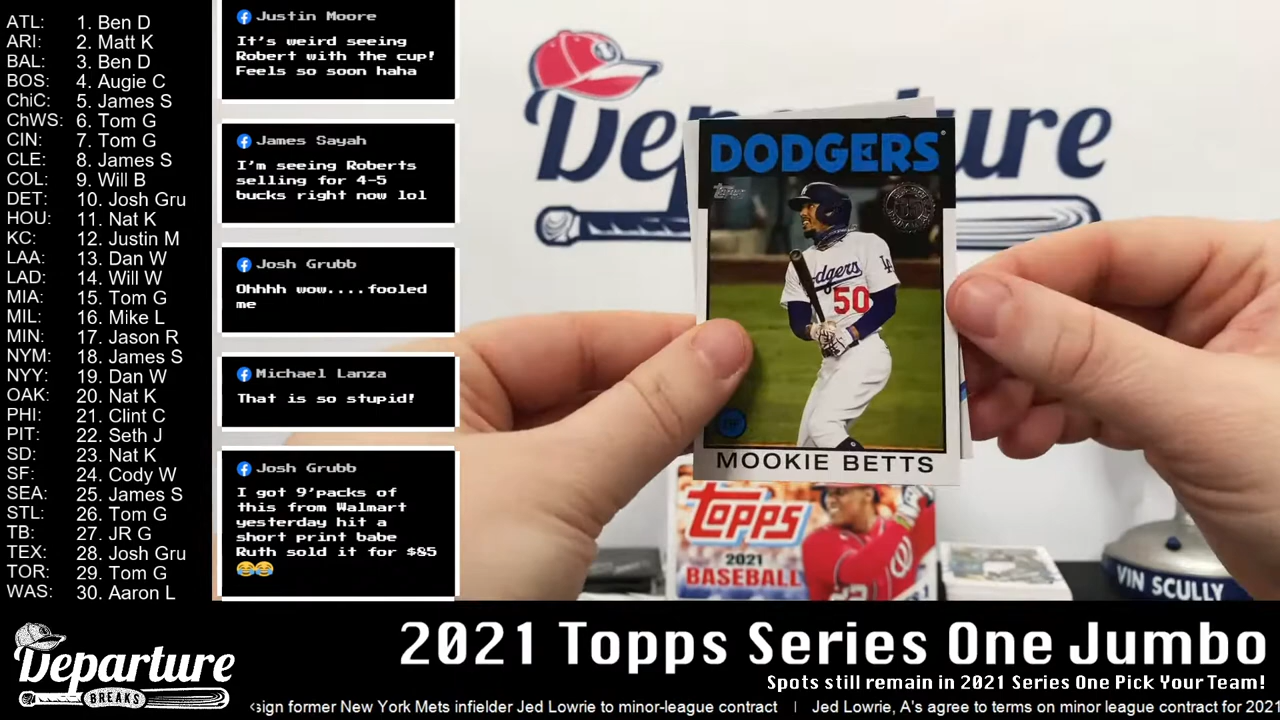 ATL: 1. Ben D
ARI: 2. Matt K
BAL: 3. Ben D
BOS: 4. Augie C
ChiC: 5. James S
ChWS: 6. Tom G
CIN: 7. Tom G
CLE: 8. James S
COL: 9. Will B
DET: 10. Josh Gru
HOU: 11. Nat K
KC: 12. Justin M
LAA: 13. Dan W
LAD: 14. Will W
MIA: 15. Tom G
MIL: 16. Mike L
MIN: 17. Jason R
NYM: 18. James S
NYY: 19. Dan W
OAK: 20. Nat K
PHI: 21. Clint C
PIT: 22. Seth J
SD: 23. Nat K
SF: 24. Cody W
SEA: 25. James S
STL: 26. Tom G
TB: 27. JR G
TEX: 28. Josh Gru
TOR: 29. Tom G
WAS: 30. Aaron L
Justin Moore
It's weird seeing
Robert with the cup!
Feels so soon haha
James Sayah
I'm seeing Roberts
selling for 4-5
bucks right now lol
Josh Grubb
Ohhhh wow....fooled
me
Michael Lanza
That is so stupid!
Josh Grubb
I got 9'packs of
this from Walmart
yesterday hit a
short print babe
Ruth sold it for $85
😂😂
Departure
DODGERS
Dodgers
LA
50
MOOKIE BETTS
topps
2021
BASEBALL
VIN SCULLY
Departure
BREAKS
2021 Topps Series One Jumbo
Spots still remain in 2021 Series One Pick Your Team!
sign former New York Mets infielder Jed Lowrie to minor-league contract | Jed Lowrie, A's agree to terms on minor league contract for 2021